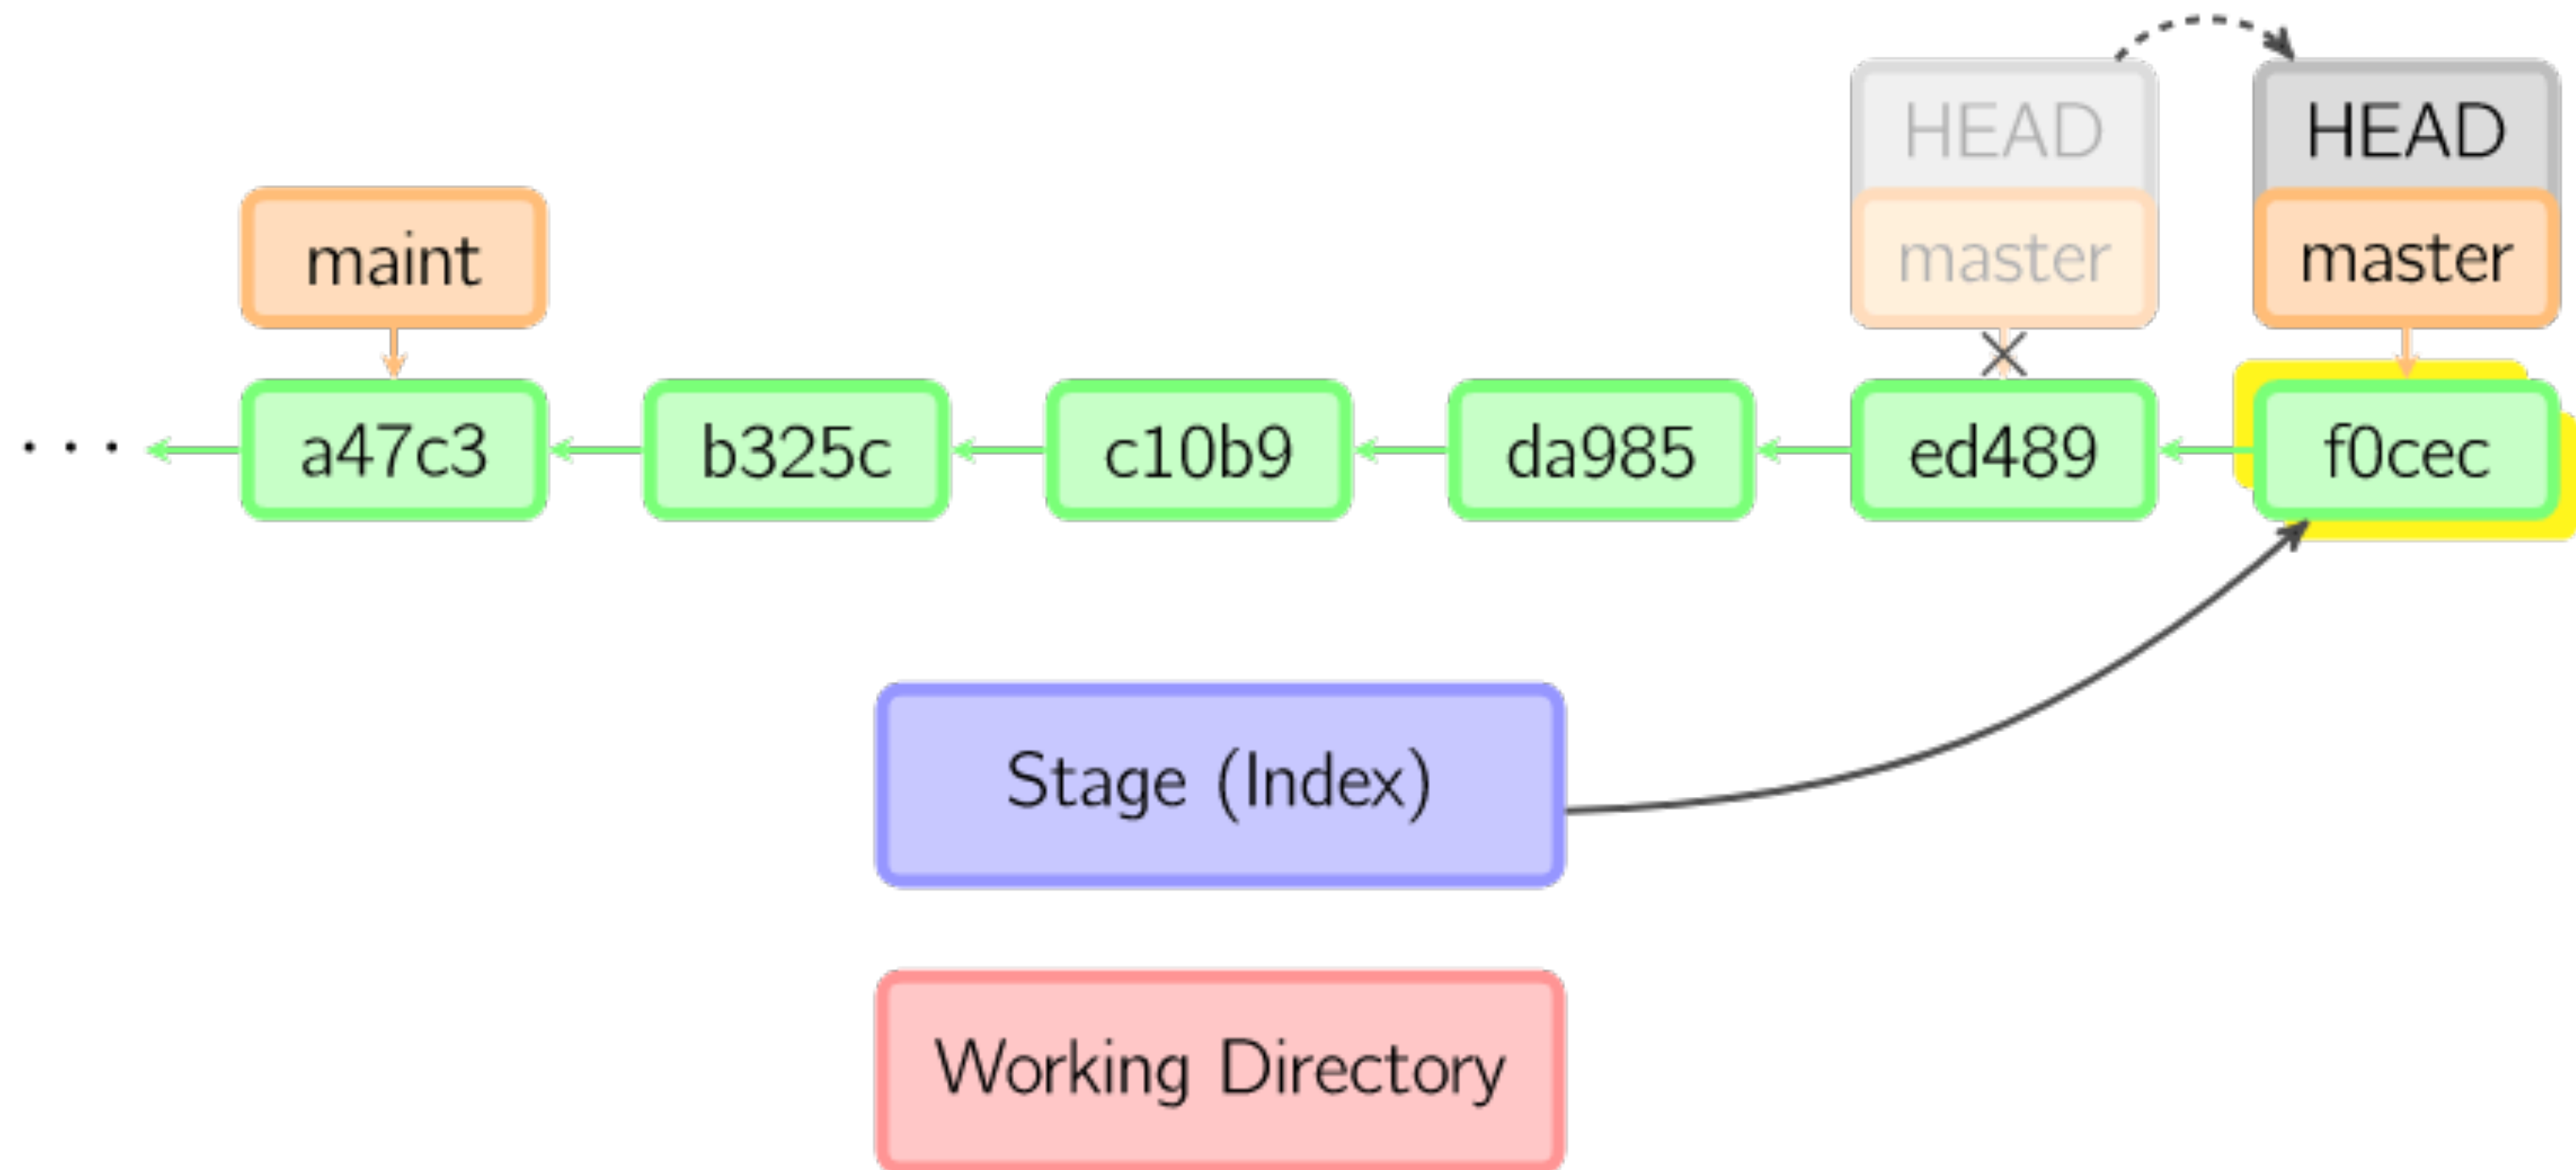 HEAD HEAD
maint master master
... a47c3 b325c c10b9 da985 ed489 f0cec
Stage (Index)
Working Directory